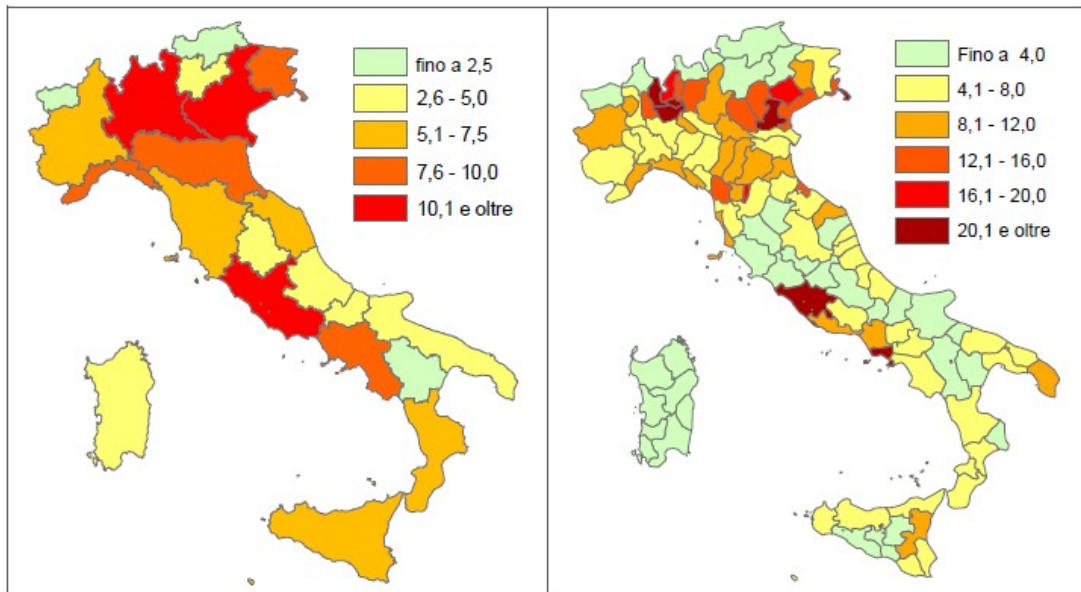 fino a 2,5
2,6 - 5,0
5,1 - 7,5
7,6 - 10,0
10,1 e oltre
Fino a 4,0
4,1 - 8,0
8,1 - 12,0
12,1 - 16,0
16,1 - 20,0
20,1 e oltre